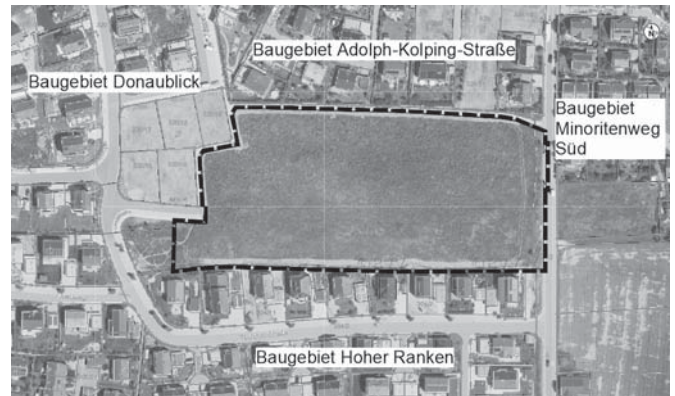 Baugebiet Adolph-Kolping-Straße
N
Baugebiet Donaublick
Baugebiet
Minoritenweg
Süd
Baugebiet Hoher Ranken